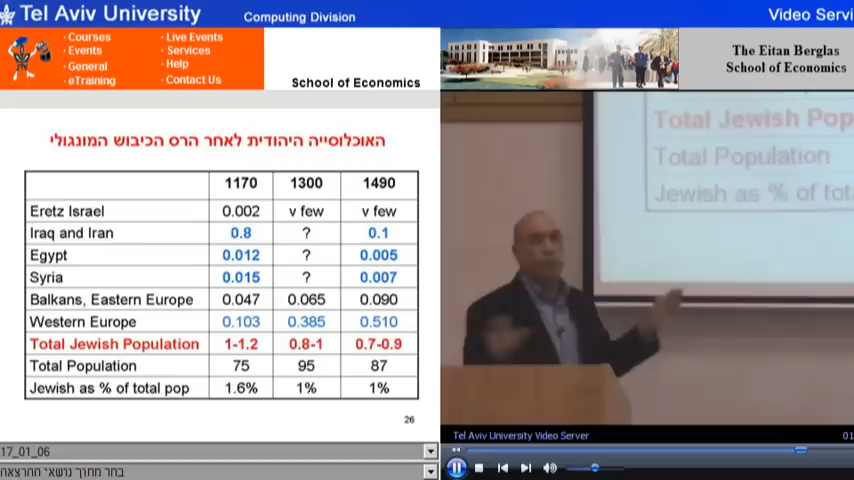 Tel Aviv University
Computing Division
Video Servi
· Courses
· Live Events
· Events
· Services
· General
· Help
· eTraining
· Contact Us
School of Economics
The Eitan Berglas
School of Economics
האוכלוסייה היהודית לאחר הרס הכיבוש המונגולי
1170 1300 1490
Eretz Israel 0.002 v few v few
Iraq and Iran 0.8 ? 0.1
Egypt 0.012 ? 0.005
Syria 0.015 ? 0.007
Balkans, Eastern Europe 0.047 0.065 0.090
Western Europe 0.103 0.385 0.510
Total Jewish Population 1-1.2 0.8-1 0.7-0.9
Total Population 75 95 87
Jewish as % of total pop 1.6% 1% 1%
26
Total Jewish Pop
Total Population
Jewish as % of tot
17_01_06
בחר מתוך נושאי ההרצאה
Tel Aviv University Video Server
01